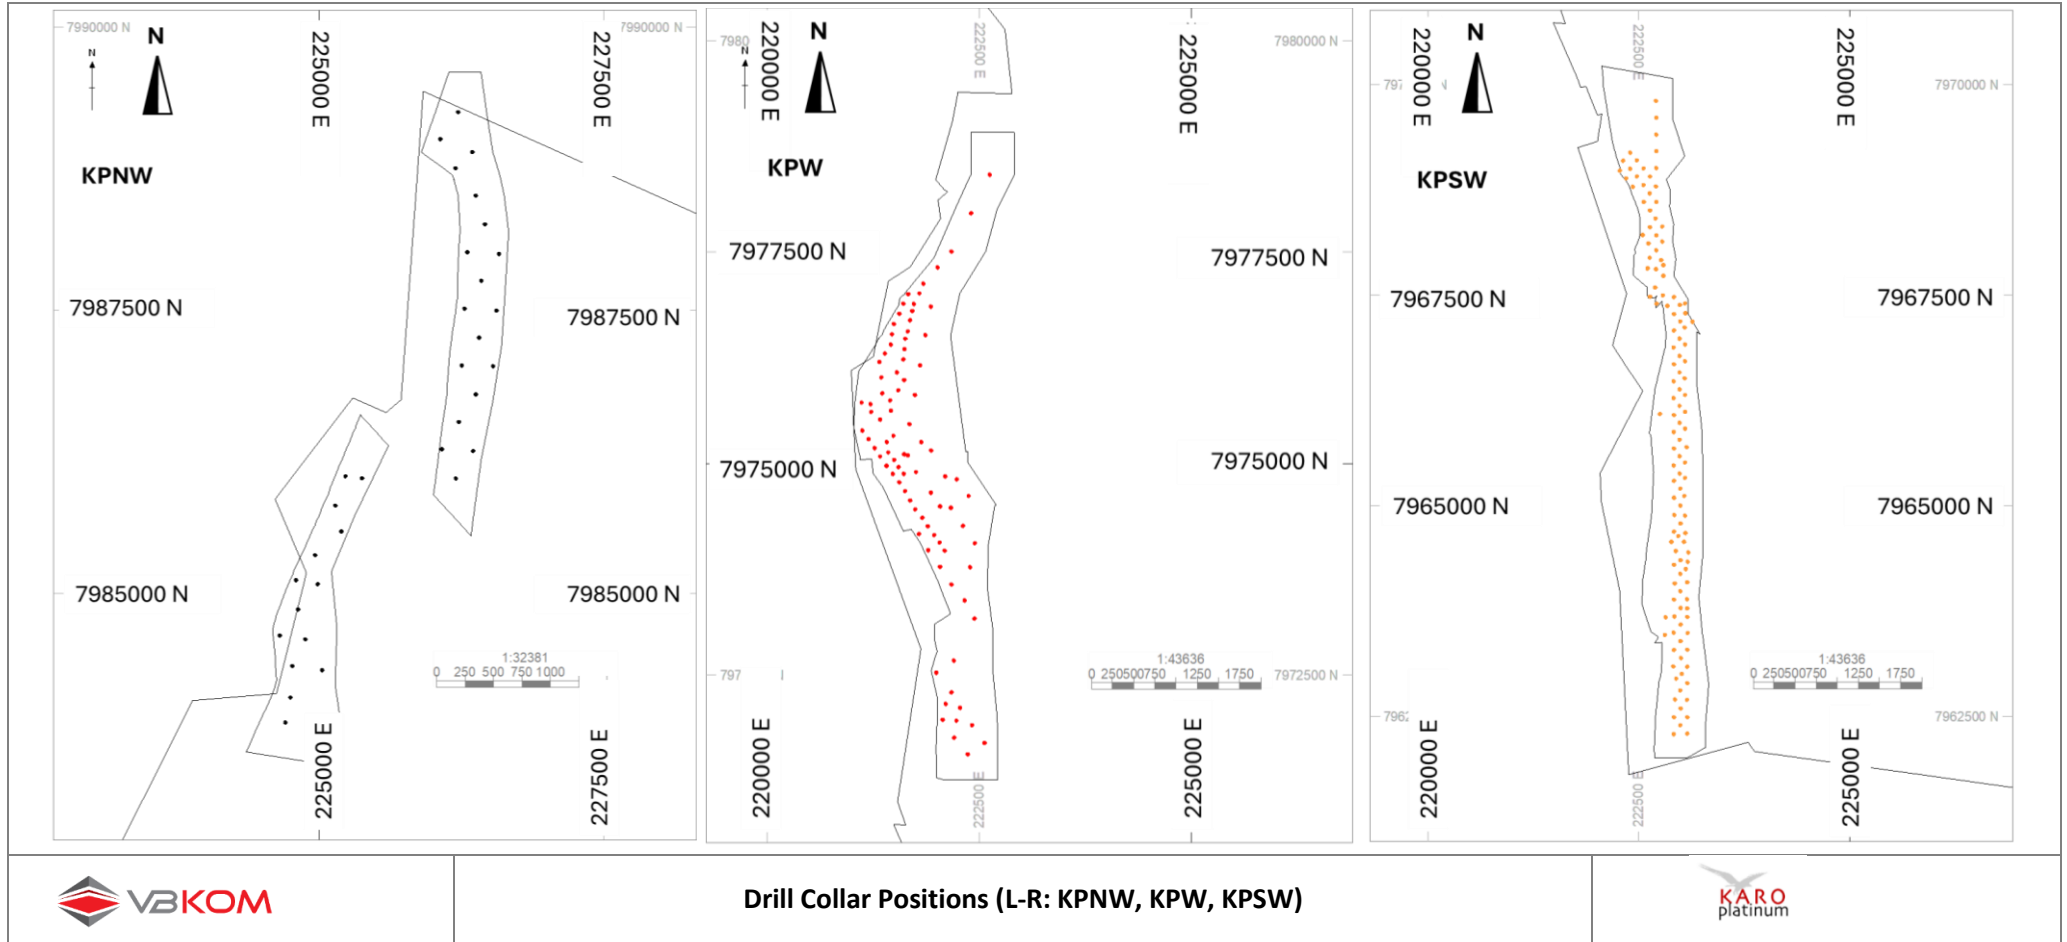 7990000 N
7990000 N
N
N
225000 E
227500 E
KPNW
7987500 N
7987500 N
7985000 N
7985000 N
1:32381
0 250 500 750 1000
225000 E
227500 E
7980
7980000 N
N
N
220000 E
222500 E
225000 E
KPW
7977500 N
7977500 N
7975000 N
7975000 N
797
7972500 N
1:43636
0 250500750 1250 1750
220000 E
222500 E
225000 E
797
N
7970000 N
N
220000 E
222500 E
225000 E
KPSW
7967500 N
7967500 N
7965000 N
7965000 N
1:43636
0 250500750 1250 1750
7962500 N
220000 E
222500 E
225000 E
VBKOM
Drill Collar Positions (L-R: KPNW, KPW, KPSW)
KARO
platinum